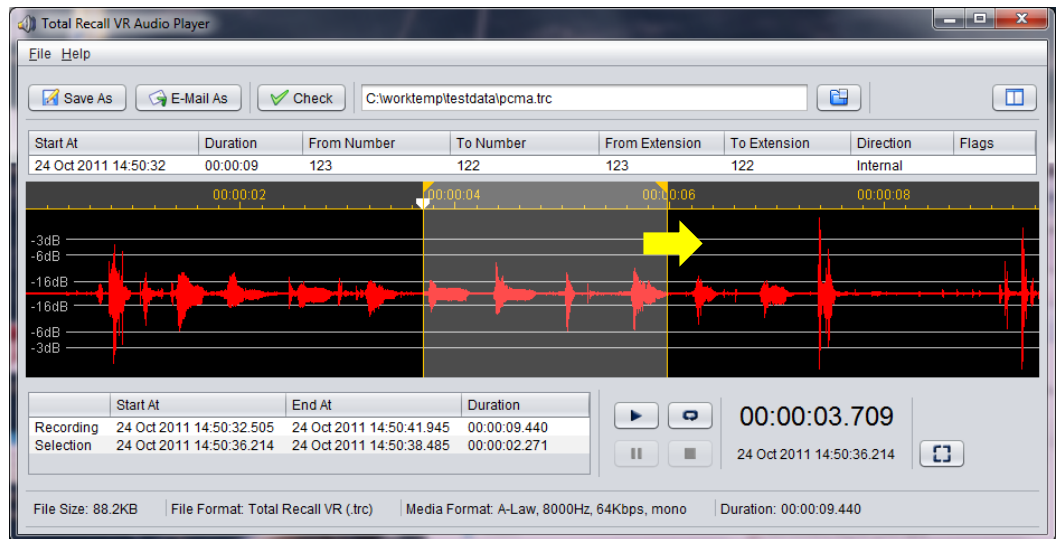 Total Recall VR Audio Player
File Help
Save As E-Mail As Check C:\worktemp\testdata\pcma.trc
Start At Duration From Number To Number From Extension To Extension Direction Flags
24 Oct 2011 14:50:32 00:00:09 123 122 123 122 Internal
00:00:02 00:00:04 00:00:06 00:00:08
-3dB
-6dB
-16dB
-16dB
-6dB
-3dB
Start At End At Duration
Recording 24 Oct 2011 14:50:32.505 24 Oct 2011 14:50:41.945 00:00:09.440
Selection 24 Oct 2011 14:50:36.214 24 Oct 2011 14:50:38.485 00:00:02.271
00:00:03.709
24 Oct 2011 14:50:36.214
File Size: 88.2KB File Format: Total Recall VR (.trc) Media Format: A-Law, 8000Hz, 64Kbps, mono Duration: 00:00:09.440